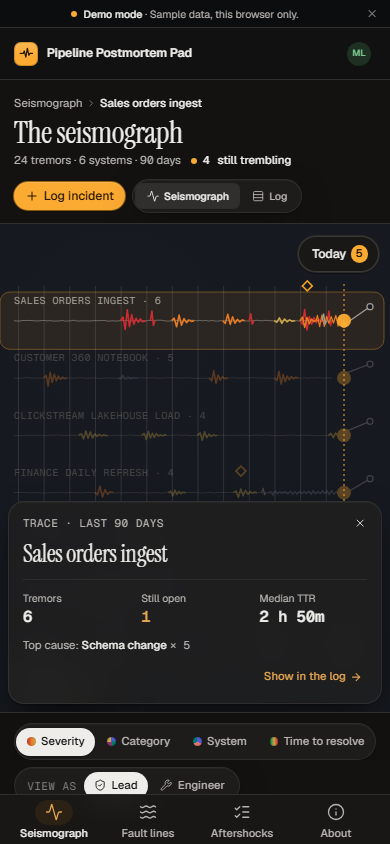 Demo mode · Sample data, this browser only.
Pipeline Postmortem Pad
ML
Seismograph › Sales orders ingest
The seismograph
24 tremors · 6 systems · 90 days 4 still trembling
Log incident
Seismograph
Log
Today 5
SALES ORDERS INGEST · 6
CUSTOMER 360 NOTEBOOK · 5
CLICKSTREAM LAKEHOUSE LOAD · 4
FINANCE DAILY REFRESH · 4
TRACE · LAST 90 DAYS
Sales orders ingest
Tremors Still open Median TTR
6 1 2 h 50m
Top cause: Schema change × 5
Show in the log →
Severity Category System Time to resolve
VIEW AS Lead Engineer
Seismograph Fault lines Aftershocks About